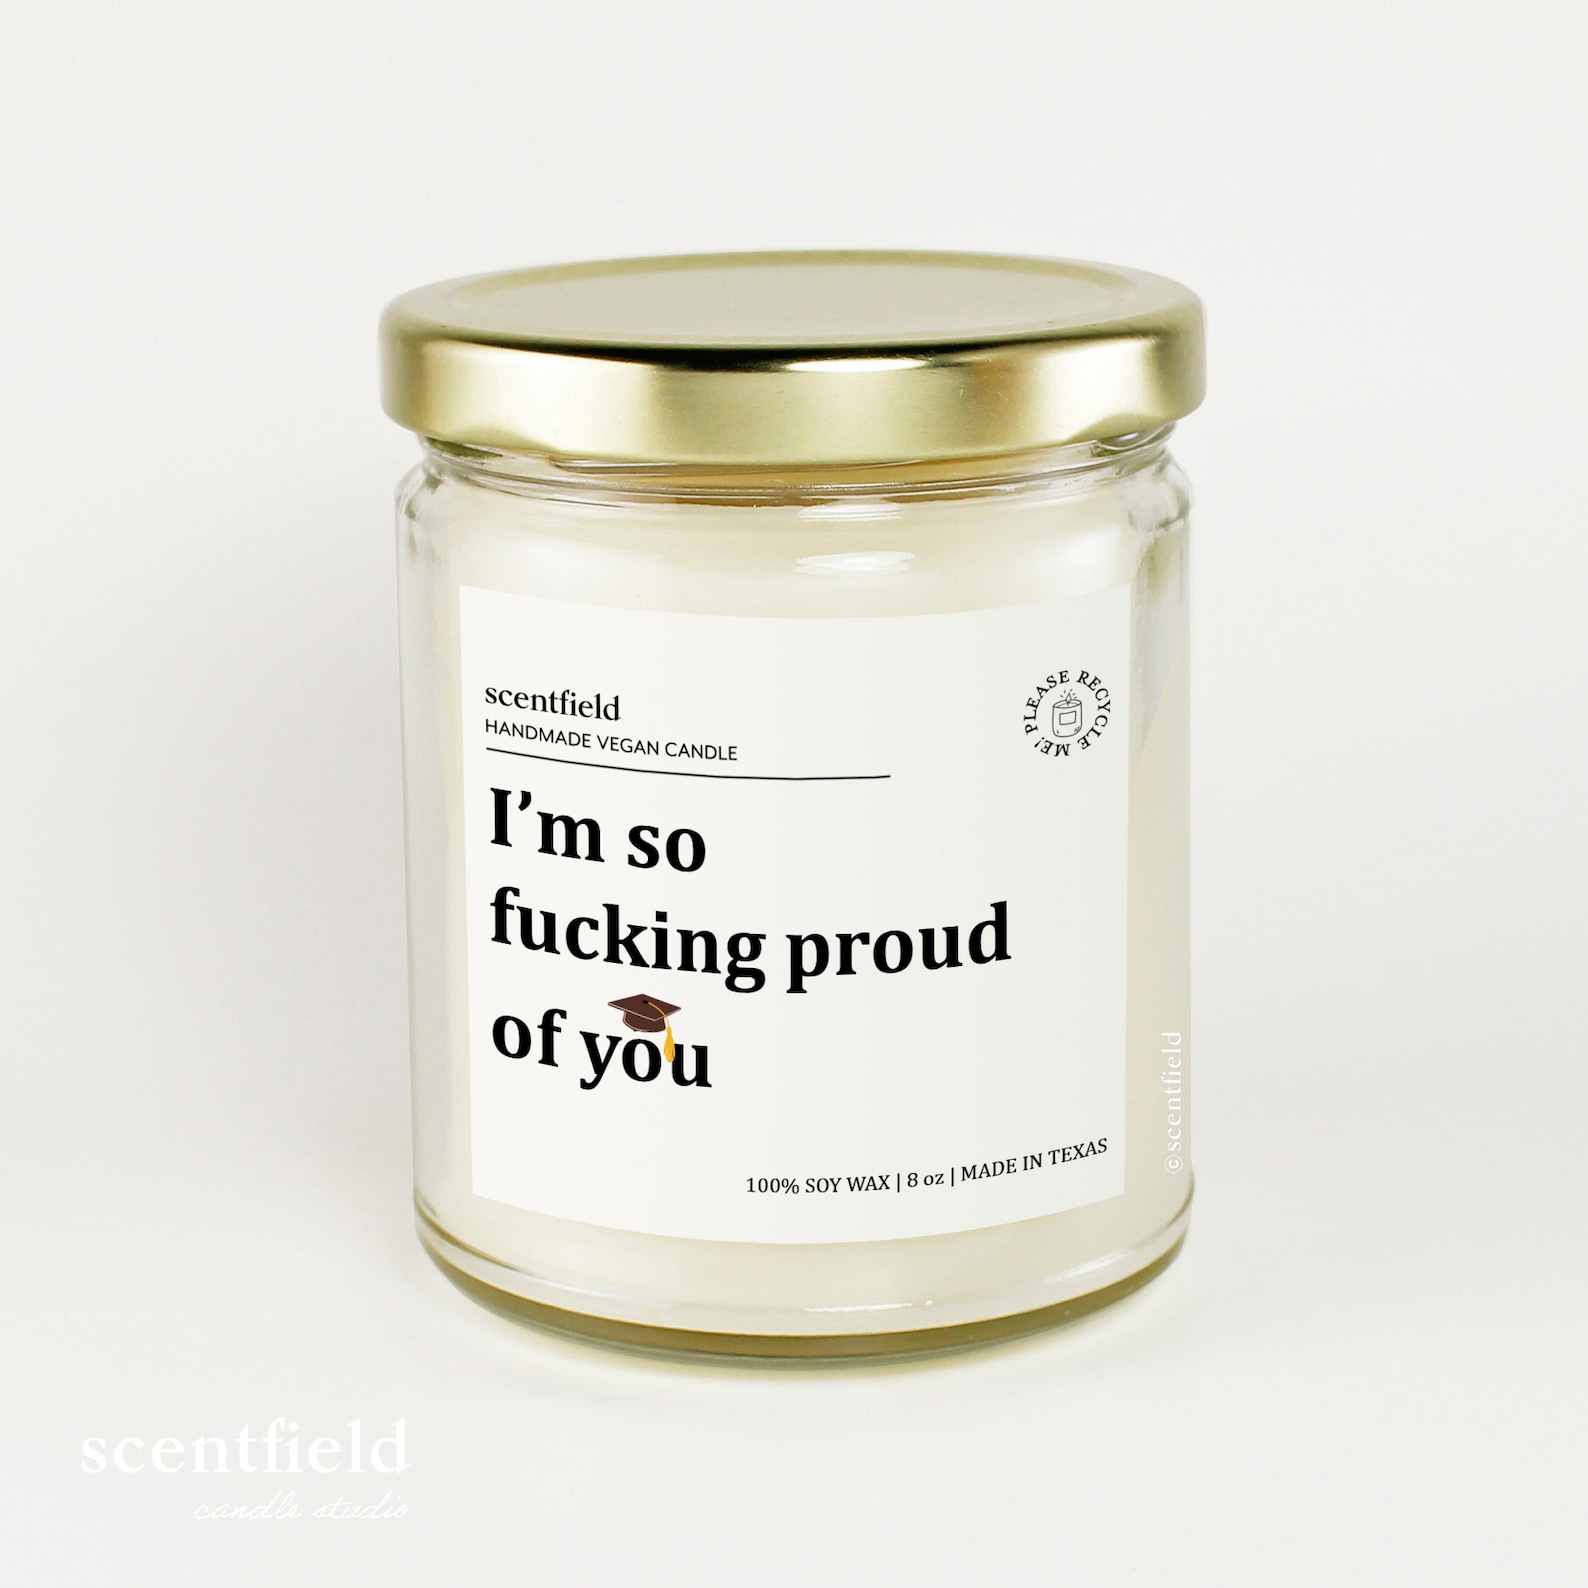 scentfield
HANDMADE VEGAN CANDLE
PLEASE RECYCLE ME!
I’m so
fucking proud
of you
100% SOY WAX | 8 oz | MADE IN TEXAS
©scentfield
scentfield
candle studio